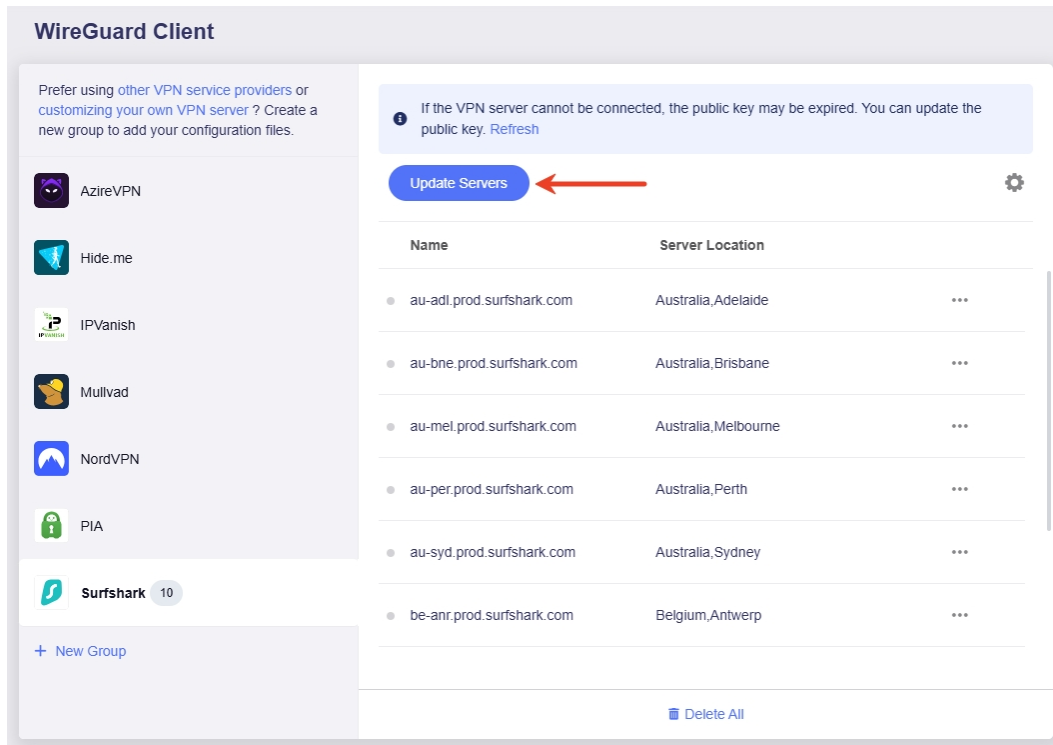 WireGuard Client
Prefer using other VPN service providers or
customizing your own VPN server ? Create a
new group to add your configuration files.
AzireVPN
Hide.me
IPVanish
Mullvad
NordVPN
PIA
Surfshark 10
+ New Group
If the VPN server cannot be connected, the public key may be expired. You can update the
public key. Refresh
Update Servers
Name Server Location
au-adl.prod.surfshark.com Australia,Adelaide
au-bne.prod.surfshark.com Australia,Brisbane
au-mel.prod.surfshark.com Australia,Melbourne
au-per.prod.surfshark.com Australia,Perth
au-syd.prod.surfshark.com Australia,Sydney
be-anr.prod.surfshark.com Belgium,Antwerp
Delete All